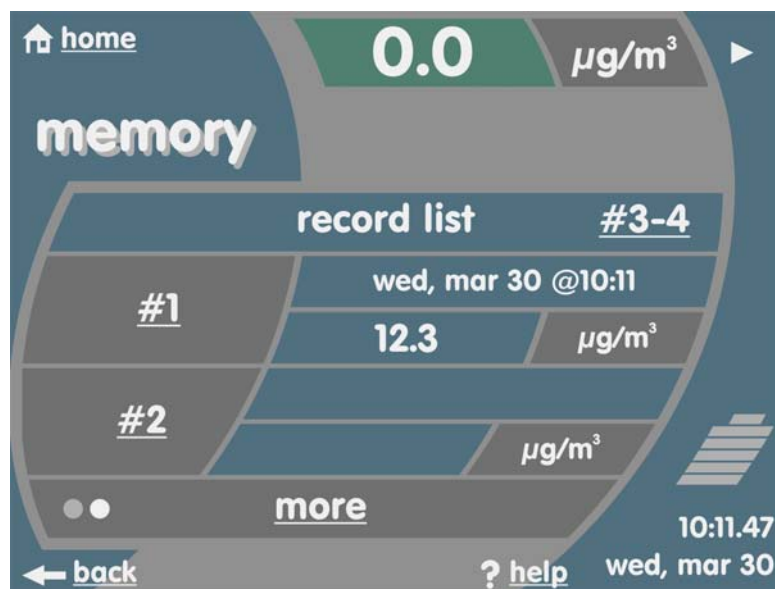 home
0.0 µg/m³
memory
record list #3-4
#1
wed, mar 30 @10:11
12.3 µg/m³
#2
µg/m³
more
10:11.47
back
? help
wed, mar 30